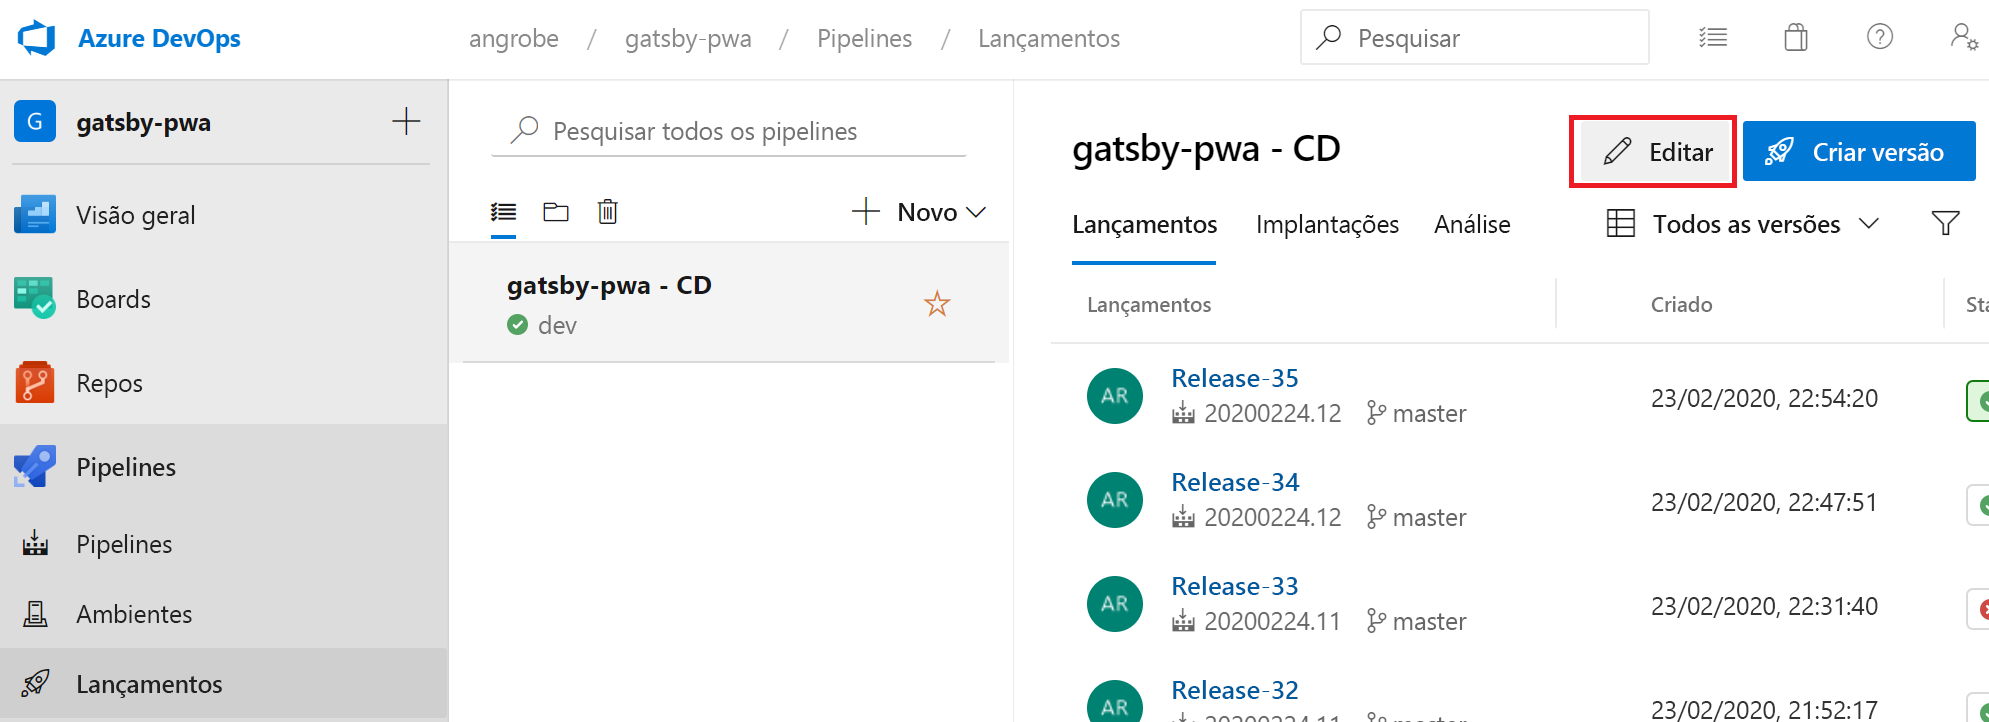 Azure DevOps
angrobe / gatsby-pwa / Pipelines / Lançamentos
Pesquisar
G gatsby-pwa
Visão geral
Boards
Repos
Pipelines
Pipelines
Ambientes
Lançamentos
Pesquisar todos os pipelines
Novo
gatsby-pwa - CD
dev
gatsby-pwa - CD
Editar
Criar versão
Lançamentos Implantações Análise Todos as versões
Lançamentos Criado
AR Release-35 23/02/2020, 22:54:20
20200224.12 master
AR Release-34 23/02/2020, 22:47:51
20200224.12 master
AR Release-33 23/02/2020, 22:31:40
20200224.11 master
AR Release-32 23/02/2020, 21:52:17